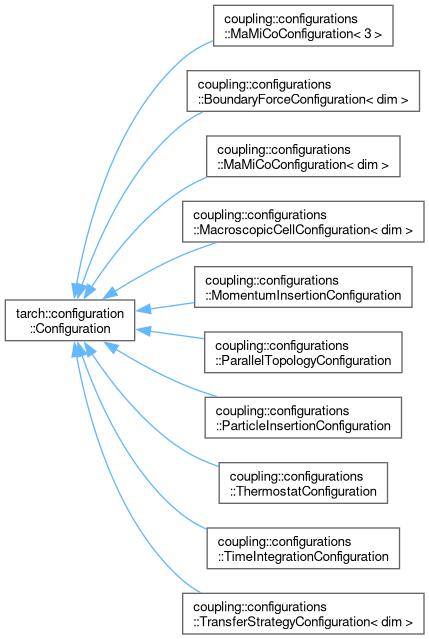 coupling::configurations
::MaMiCoConfiguration< 3 >
coupling::configurations
::BoundaryForceConfiguration< dim >
coupling::configurations
::MaMiCoConfiguration< dim >
coupling::configurations
::MacroscopicCellConfiguration< dim >
coupling::configurations
::MomentumInsertionConfiguration
tarch::configuration
::Configuration
coupling::configurations
::ParallelTopologyConfiguration
coupling::configurations
::ParticleInsertionConfiguration
coupling::configurations
::ThermostatConfiguration
coupling::configurations
::TimeIntegrationConfiguration
coupling::configurations
::TransferStrategyConfiguration< dim >